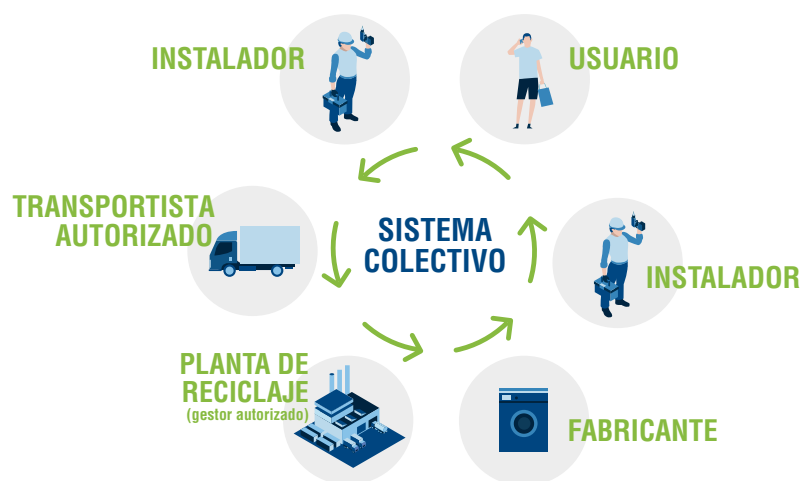 INSTALADOR
USUARIO
TRANSPORTISTA
AUTORIZADO
SISTEMA
COLECTIVO
INSTALADOR
PLANTA DE
RECICLAJE
(gestor autorizado)
FABRICANTE